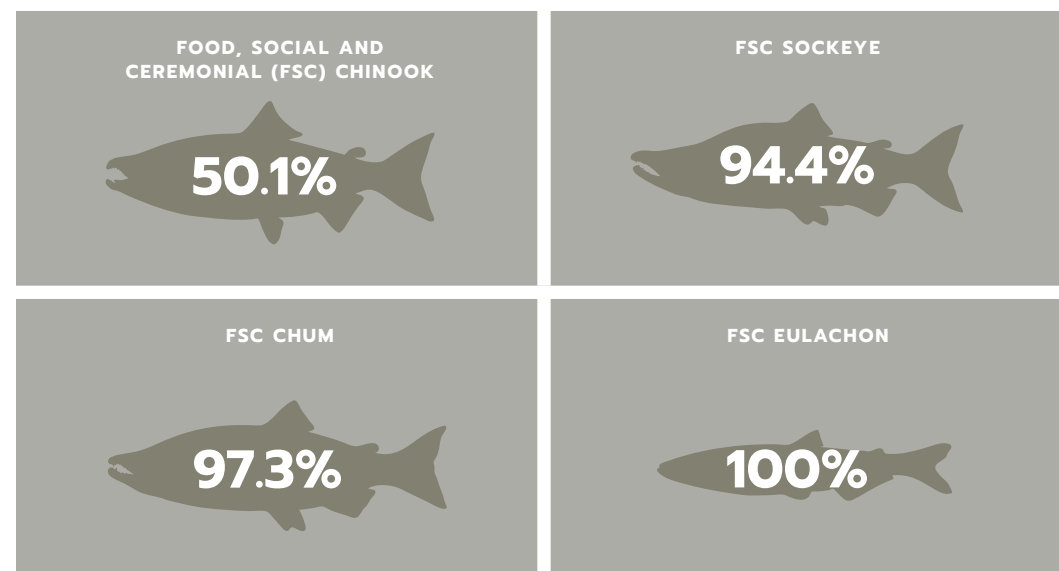 FOOD, SOCIAL AND
CEREMONIAL (FSC) CHINOOK
50.1%
FSC SOCKEYE
94.4%
FSC CHUM
97.3%
FSC EULACHON
100%